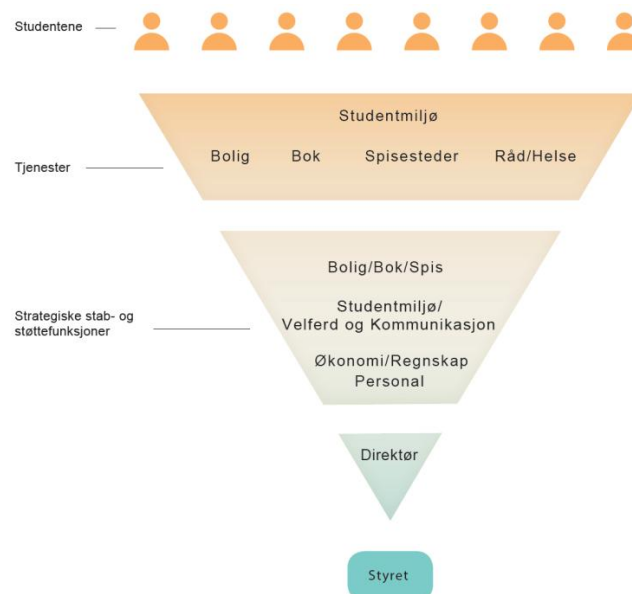 Studentene
Studentmiljø
Bolig Bok Spisesteder Råd/Helse
Tjenester
Bolig/Bok/Spis
Studentmiljø/
Velferd og Kommunikasjon
Strategiske stab- og
støttefunksjoner
Økonomi/Regnskap
Personal
Direktør
Styret